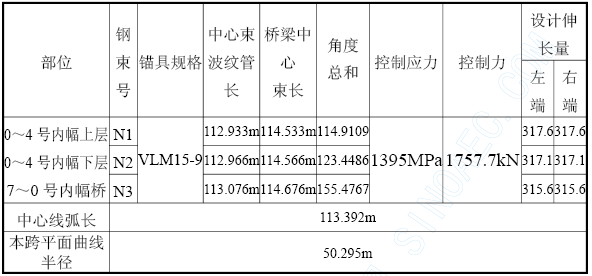 部位 钢束号 锚具规格 中心束波纹管长 桥梁中心束长 角度总和 控制应力 控制力 设计伸长量
左端 右端
0～4 号内幅上层 N1 VLM15-9 112.933m 114.533m 114.9109 1395MPa 1757.7kN 317.6 317.6
0～4 号内幅下层 N2 112.966m 114.566m 123.4486 317.1 317.1
7～0 号内幅桥 N3 113.076m 114.676m 155.4767 315.6 315.6
中心线弧长 113.392m
本跨平面曲线半径 50.295m